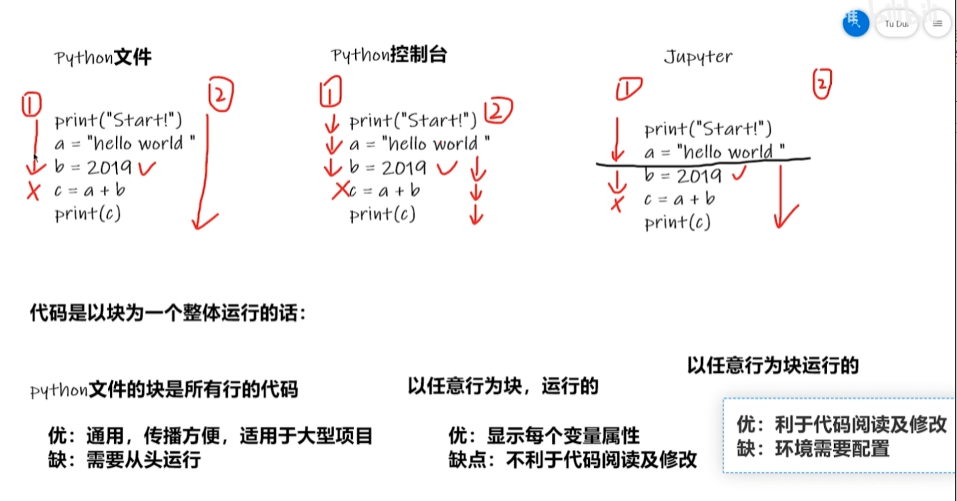 Tu Dui
Python文件
①
②
print("Start!")
a = "hello world "
b = 2019
c = a + b
print(c)
Python控制台
①
②
print("Start!")
a = "hello world "
b = 2019
c = a + b
print(c)
Jupyter
①
②
print("Start!")
a = "hello world "
b = 2019
c = a + b
print(c)
代码是以块为一个整体运行的话：
python文件的块是所有行的代码
优：通用，传播方便，适用于大型项目
缺：需要从头运行
以任意行为块，运行的
优：显示每个变量属性
缺点：不利于代码阅读及修改
以任意行为块运行的
优：利于代码阅读及修改
缺：环境需要配置